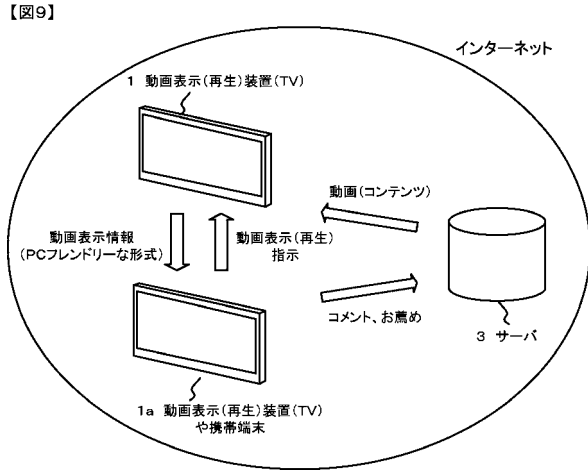 【図9】
インターネット
1 動画表示(再生)装置(TV)
動画(コンテンツ)
動画表示情報
(PCフレンドリーな形式)
動画表示(再生)
指示
コメント、お薦め
3 サーバ
1a 動画表示(再生)装置(TV)
や携帯端末